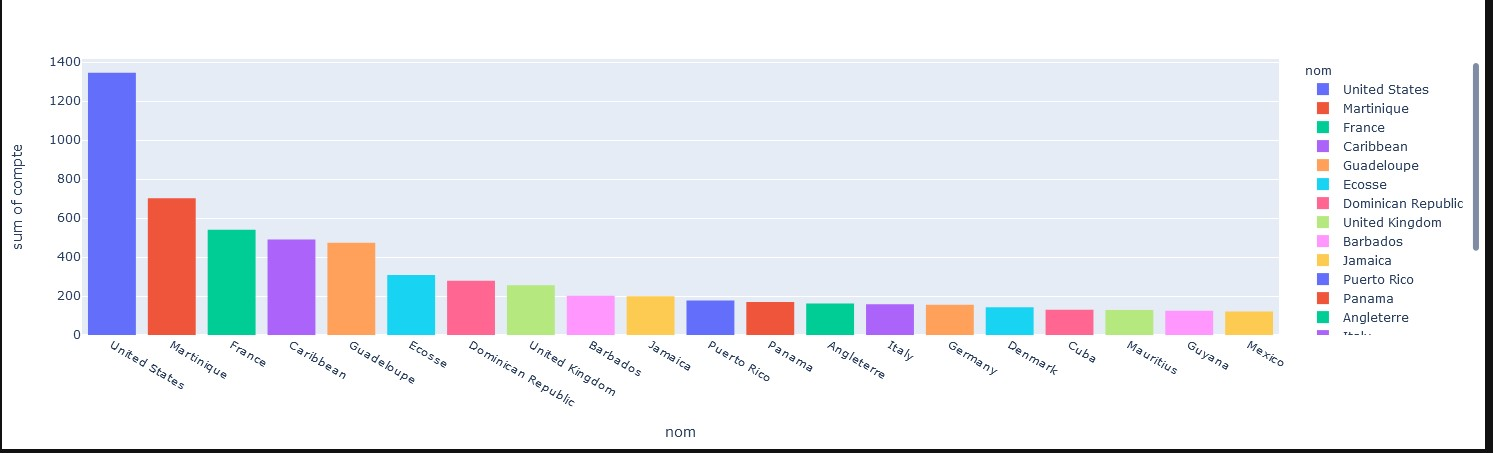 1400
1200
1000
800
600
400
200
0
sum of compte
United States
Martinique
France
Caribbean
Guadeloupe
Ecosse
Dominican Republic
United Kingdom
Barbados
Jamaica
Puerto Rico
Panama
Angleterre
Italy
Germany
Denmark
Cuba
Mauritius
Guyana
Mexico
nom
nom
United States
Martinique
France
Caribbean
Guadeloupe
Ecosse
Dominican Republic
United Kingdom
Barbados
Jamaica
Puerto Rico
Panama
Angleterre
Italy